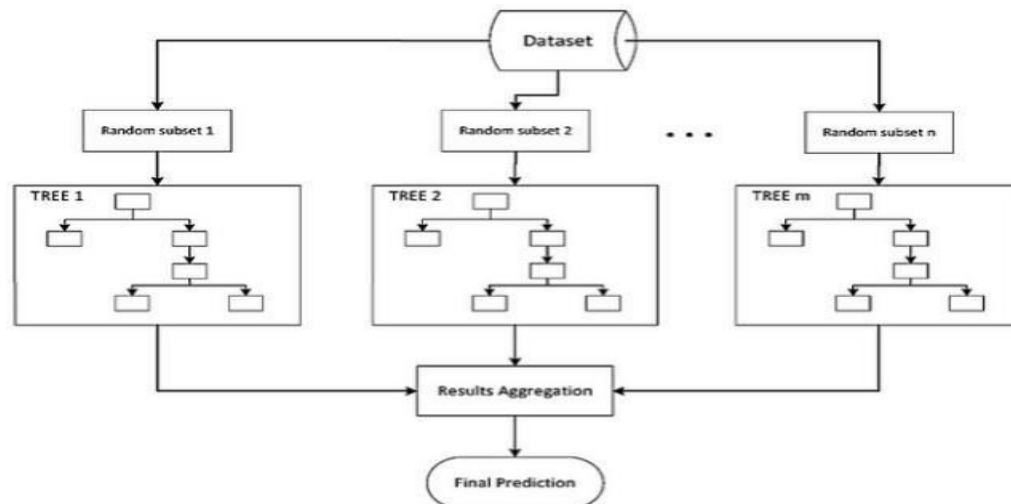 Dataset
Random subset 1
Random subset 2
• • •
Random subset n
TREE 1
TREE 2
TREE m
Results Aggregation
Final Prediction